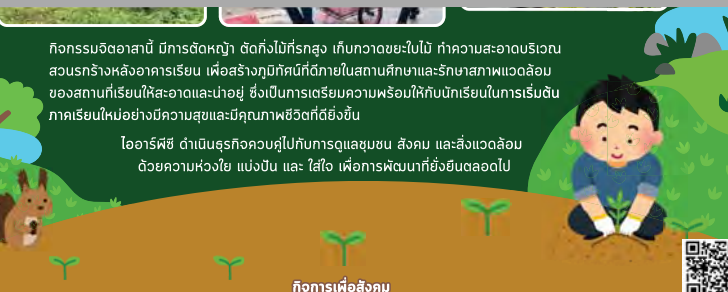 กิจกรรมจิตอาสานี้ มีการตัดหญ้า ตัดกิ่งไม้ที่รกสูง เก็บกวาดขยะใบไม้ ทำความสะอาดบริเวณ
สวนรกร้างหลังอาคารเรียน เพื่อสร้างภูมิทัศน์ที่ดีภายในสถานศึกษาและรักษาสภาพแวดล้อม
ของสถานที่เรียนให้สะอาดและน่าอยู่ ซึ่งเป็นการเตรียมความพร้อมให้กับนักเรียนในการเริ่มต้น
ภาคเรียนใหม่อย่างมีความสุขและมีคุณภาพชีวิตที่ดียิ่งขึ้น
ไออาร์พีซี ดำเนินธุรกิจควบคู่ไปกับการดูแลชุมชน สังคม และสิ่งแวดล้อม
ด้วยความห่วงใย แบ่งปัน และ ใส่ใจ เพื่อการพัฒนาที่ยั่งยืนตลอดไป
กิจการเพื่อสังคม